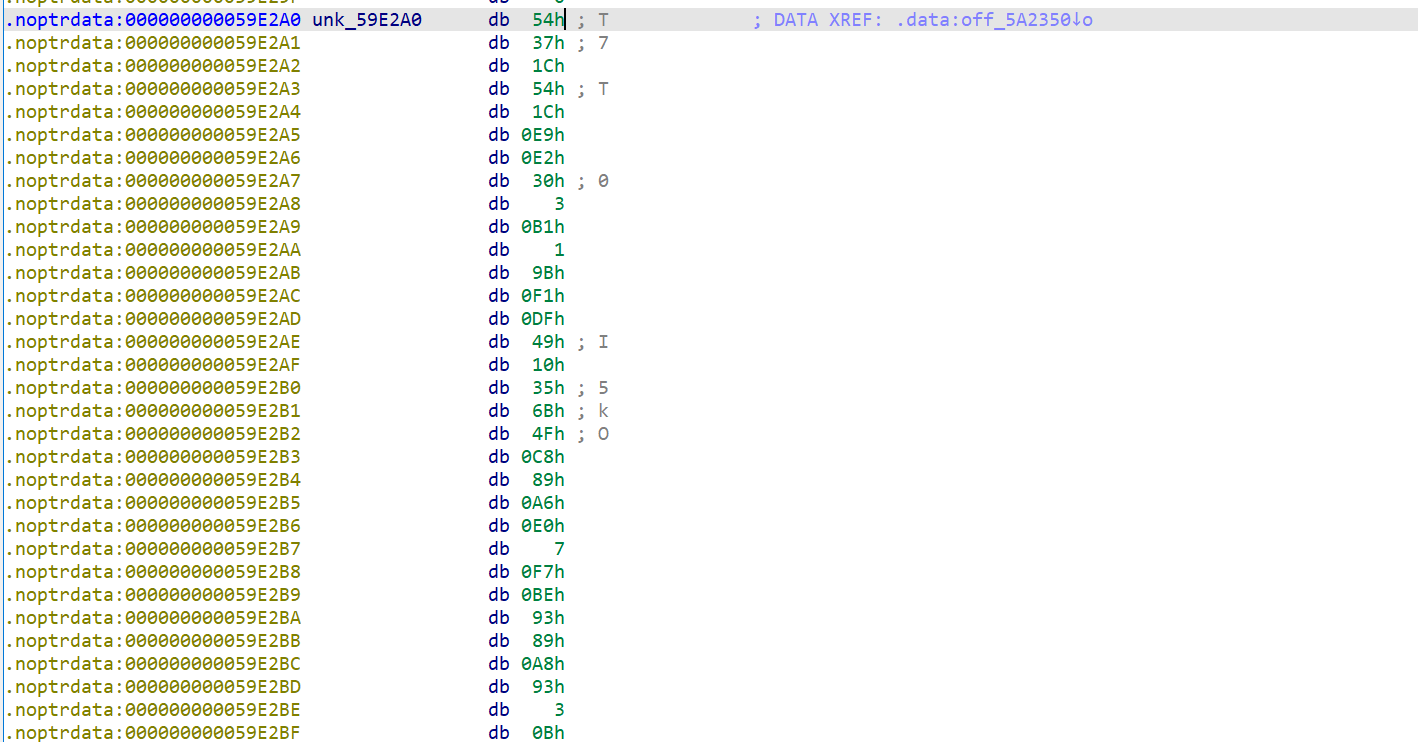 .noptrdata:000000000059E2A0 unk_59E2A0 db 54h ; T ; DATA XREF: .data:off_5A2350↓o
.noptrdata:000000000059E2A1 db 37h ; 7
.noptrdata:000000000059E2A2 db 1Ch
.noptrdata:000000000059E2A3 db 54h ; T
.noptrdata:000000000059E2A4 db 1Ch
.noptrdata:000000000059E2A5 db 0E9h
.noptrdata:000000000059E2A6 db 0E2h
.noptrdata:000000000059E2A7 db 30h ; 0
.noptrdata:000000000059E2A8 db 3
.noptrdata:000000000059E2A9 db 0B1h
.noptrdata:000000000059E2AA db 1
.noptrdata:000000000059E2AB db 9Bh
.noptrdata:000000000059E2AC db 0F1h
.noptrdata:000000000059E2AD db 0DFh
.noptrdata:000000000059E2AE db 49h ; I
.noptrdata:000000000059E2AF db 10h
.noptrdata:000000000059E2B0 db 35h ; 5
.noptrdata:000000000059E2B1 db 6Bh ; k
.noptrdata:000000000059E2B2 db 4Fh ; O
.noptrdata:000000000059E2B3 db 0C8h
.noptrdata:000000000059E2B4 db 89h
.noptrdata:000000000059E2B5 db 0A6h
.noptrdata:000000000059E2B6 db 0E0h
.noptrdata:000000000059E2B7 db 7
.noptrdata:000000000059E2B8 db 0F7h
.noptrdata:000000000059E2B9 db 0BEh
.noptrdata:000000000059E2BA db 93h
.noptrdata:000000000059E2BB db 89h
.noptrdata:000000000059E2BC db 0A8h
.noptrdata:000000000059E2BD db 93h
.noptrdata:000000000059E2BE db 3
.noptrdata:000000000059E2BF db 0Bh